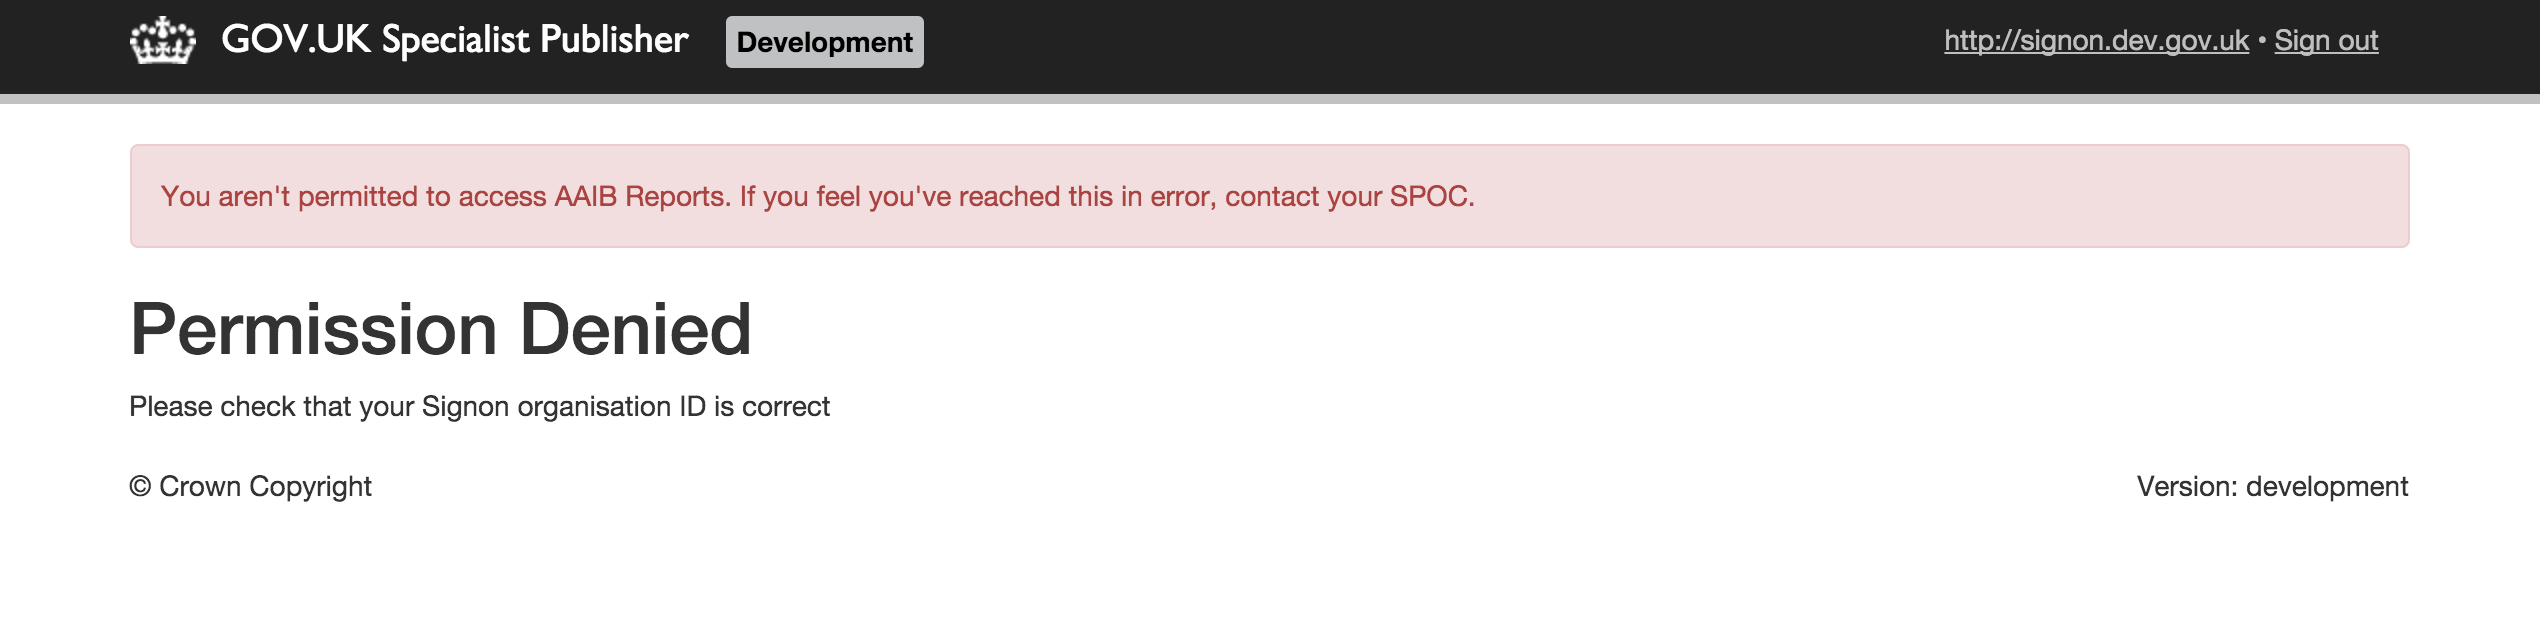 GOV.UK Specialist Publisher Development http://signon.dev.gov.uk • Sign out
You aren't permitted to access AAIB Reports. If you feel you've reached this in error, contact your SPOC.
Permission Denied
Please check that your Signon organisation ID is correct
© Crown Copyright Version: development